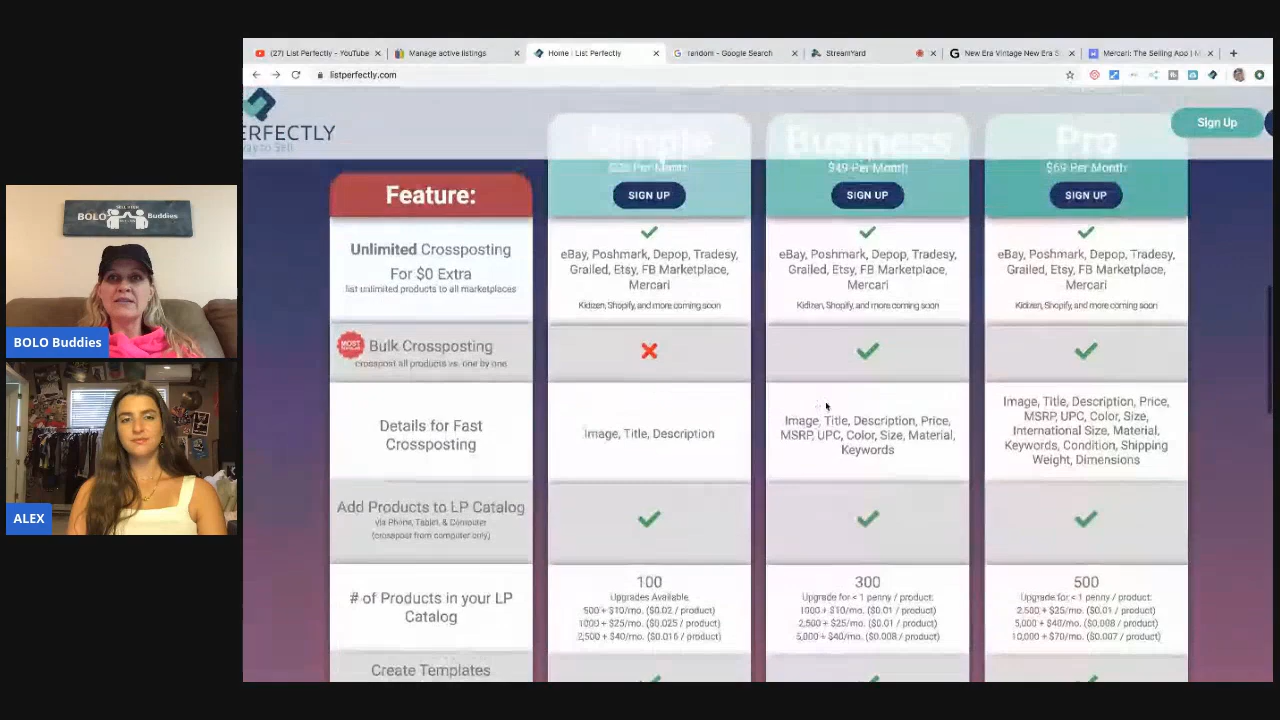 (27) List Perfectly - YouTube
Manage active listings
Home | List Perfectly
random - Google Search
StreamYard
New Era Vintage New Era S
Mercari: The Selling App | M
listperfectly.com
ERFECTLY
way to Sell
Sign Up
Simple
Business
Pro
$49 Per Month
$69 Per Month
Feature:
SIGN UP
SIGN UP
SIGN UP
Unlimited Crossposting
For $0 Extra
list unlimited products to all marketplaces
eBay, Poshmark, Depop, Tradesy,
Grailed, Etsy, FB Marketplace,
Mercari
Kidizen, Shopify, and more coming soon
eBay, Poshmark, Depop, Tradesy,
Grailed, Etsy, FB Marketplace,
Mercari
Kidizen, Shopify, and more coming soon
eBay, Poshmark, Depop, Tradesy,
Grailed, Etsy, FB Marketplace,
Mercari
Kidizen, Shopify, and more coming soon
MOST
Bulk Crossposting
crosspost all products vs. one by one
Details for Fast
Crossposting
Image, Title, Description
Image, Title, Description, Price,
MSRP, UPC, Color, Size, Material,
Keywords
Image, Title, Description, Price,
MSRP, UPC, Color, Size,
International Size, Material,
Keywords, Condition, Shipping
Weight, Dimensions
Add Products to LP Catalog
via Phone, Tablet, & Computer
(crosspost from computer only)
# of Products in your LP
Catalog
100
Upgrades Available
500 + $10/mo. ($0.02 / product)
1000 + $25/mo. ($0.025 / product)
2,500 + $40/mo. ($0.016 / product)
300
Upgrade for < 1 penny / product:
1000 + $10/mo. ($0.01 / product)
2,500 + $25/mo. ($0.01 / product)
5,000 + $40/mo. ($0.008 / product)
500
Upgrade for < 1 penny / product:
2,500 + $25/mo. ($0.01 / product)
5,000 + $40/mo. ($0.008 / product)
10,000 + $70/mo. ($0.007 / product)
Create Templates
BOLO Buddies
BOLO Buddies
ALEX